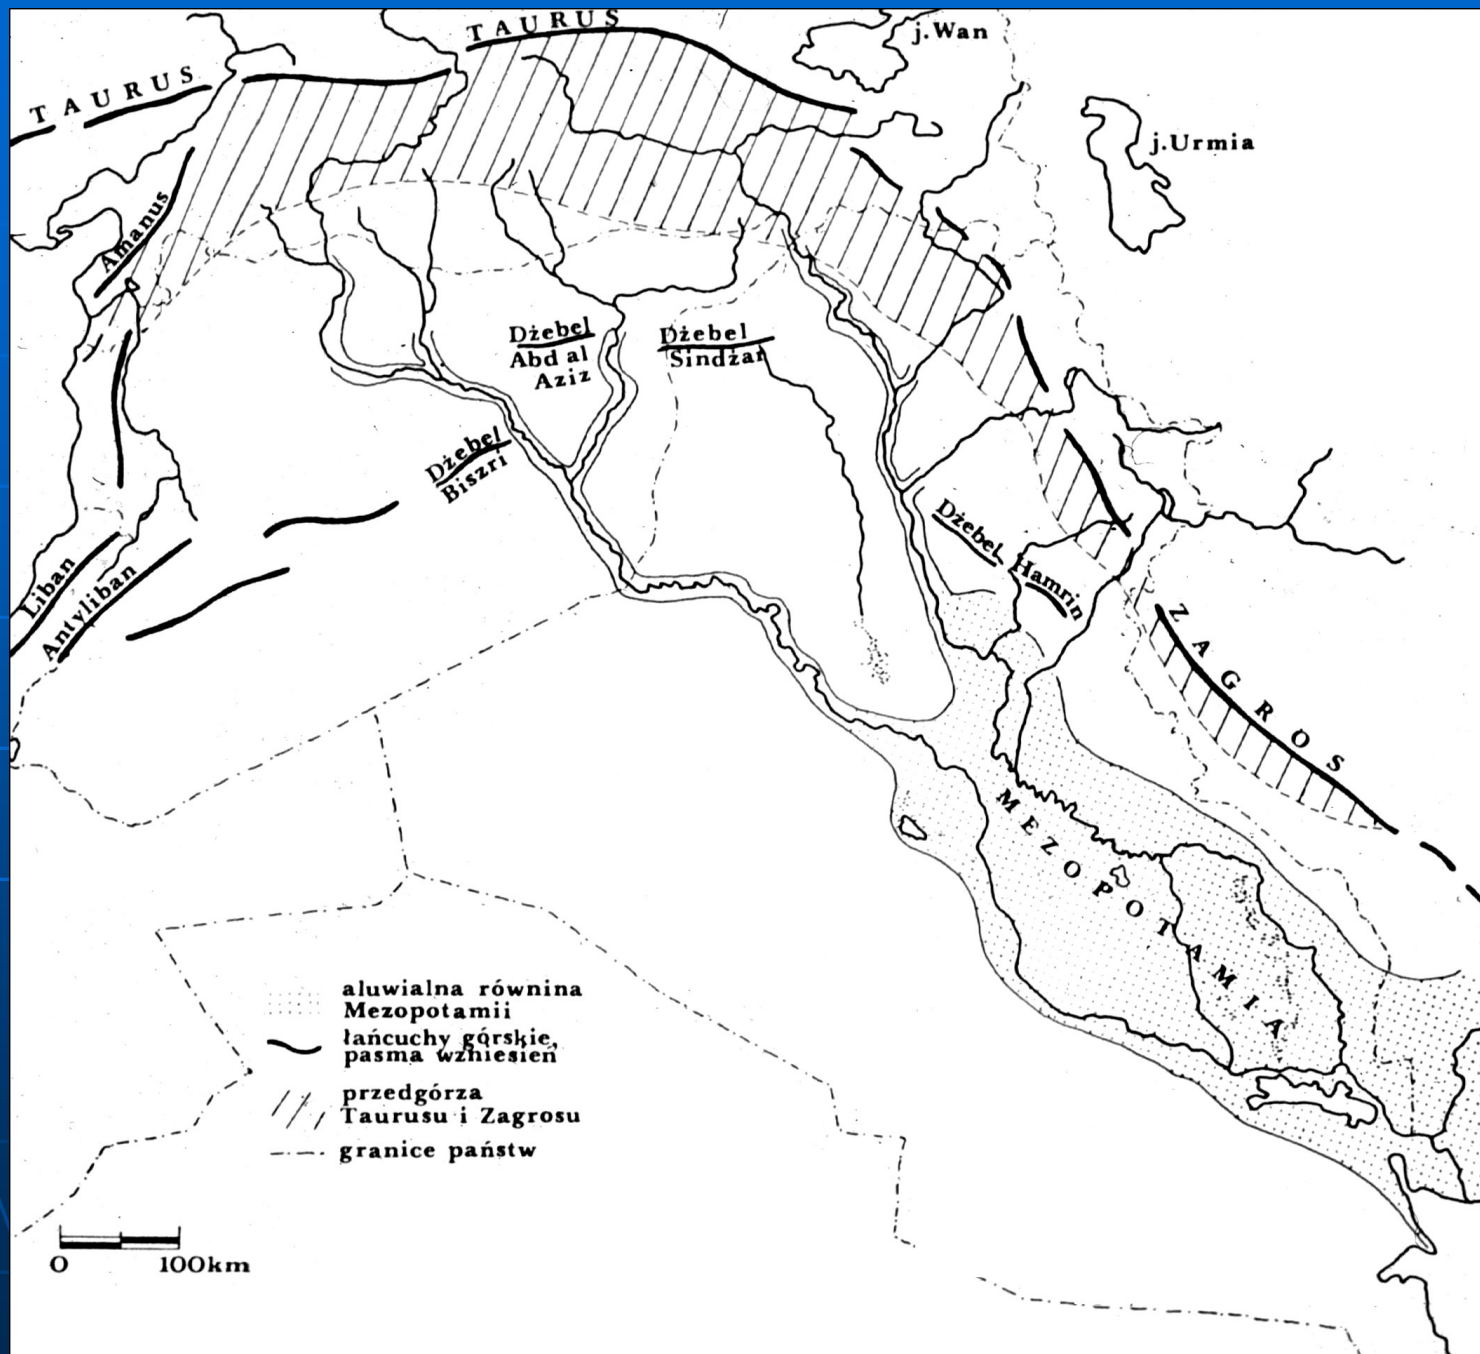 TAURUS
TAURUS
j.Wan
j.Urmia
Amanus
Dżebel
Abd al
Aziz
Dżebel
Sindżar
Dżebel
Biszri
Dżebel Hamrin
Liban
Antyliban
ZAGROS
MEZOPOTAMIA
aluwialna równina
Mezopotamii
łańcuchy górskie,
pasma wzniesień
przedgórza
Taurusu i Zagrosu
granice państw
0 100km